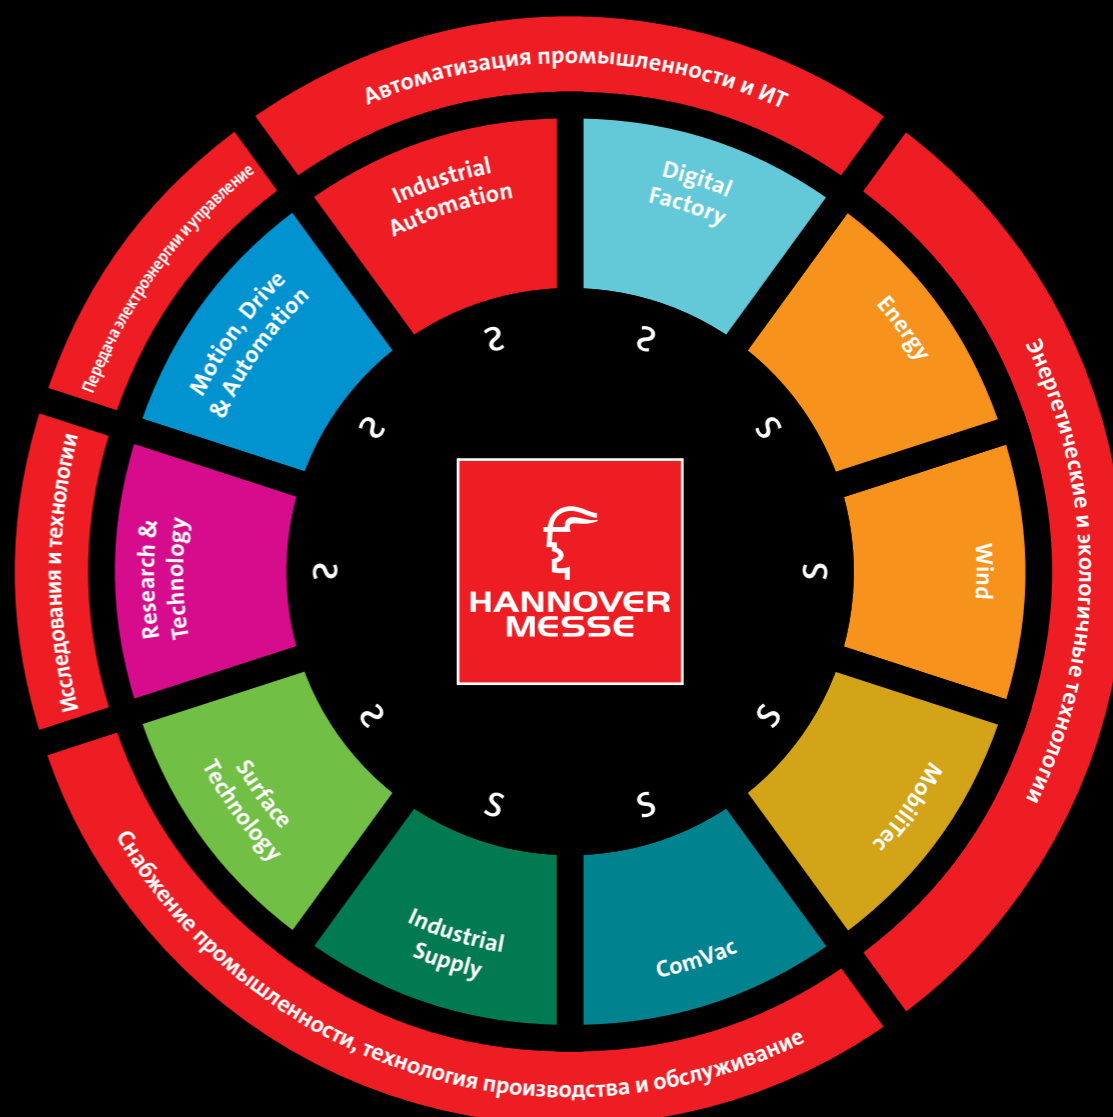 Автоматизация промышленности и ИТ
Industrial
Automation
Digital
Factory
Энергетические и экологичные технологии
Energy
Wind
MobiliTec
Снабжение промышленности, технология производства и обслуживание
ComVac
Industrial
Supply
Surface
Technology
Исследования и технологии
Research &
Technology
Передача электроэнергии и управление
Motion, Drive
& Automation
HANNOVER
MESSE